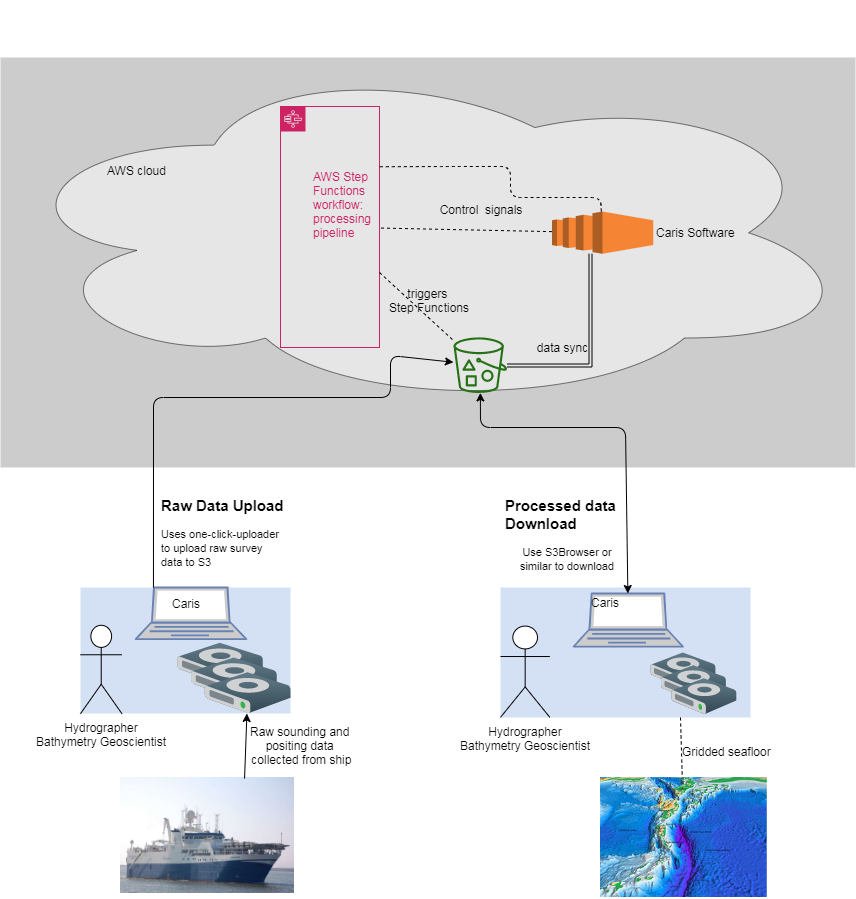 AWS cloud
AWS Step
Functions
workflow:
processing
pipeline
Control signals
Caris Software
triggers
Step Functions
data sync
Raw Data Upload
Uses one-click-uploader
to upload raw survey
data to S3
Caris
Hydrographer
Bathymetry Geoscientist
Raw sounding and
positing data
collected from ship
Processed data
Download
Use S3Browser or
similar to download
Caris
Hydrographer
Bathymetry Geoscientist
Gridded seafloor